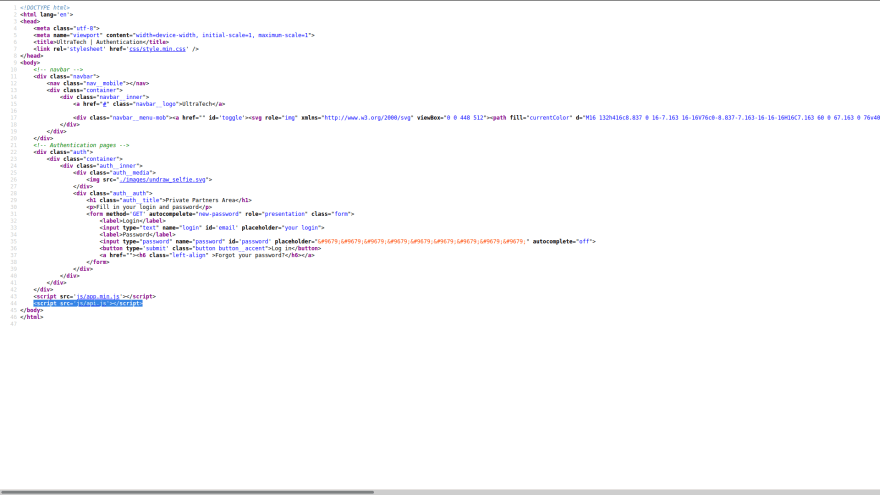 1 <!DOCTYPE html>
2 <html lang='en'>
3 <head>
4 <meta class="utf-8">
5 <meta name="viewport" content="width=device-width, initial-scale=1, maximum-scale=1">
6 <title>UltraTech | Authentication</title>
7 <link rel='stylesheet' href='css/style.min.css' />
8 </head>
9 <body>
10 <!-- navbar -->
11 <div class="navbar">
12 <nav class="nav__mobile"></nav>
13 <div class="container">
14 <div class="navbar__inner">
15 <a href="#" class="navbar__logo">UltraTech</a>
16
17 <div class="navbar__menu-mob"><a href="" id='toggle'><svg role="img" xmlns="http://www.w3.org/2000/svg" viewBox="0 0 448 512"><path fill="currentColor" d="M16 132h416c8.837 0 16-7.163 16-16V76c0-8.837-7.163-16-16-16H16C7.163 60 0 67.163 0 76v40
18 </div>
19 </div>
20 </div>
21 <!-- Authentication pages -->
22 <div class="auth">
23 <div class="container">
24 <div class="auth__inner">
25 <div class="auth__media">
26 <img src="./images/undraw_selfie.svg">
27 </div>
28 <div class="auth__auth">
29 <h1 class="auth__title">Private Partners Area</h1>
30 <p>Fill in your login and password</p>
31 <form method='GET' autocompelete="new-password" role="presentation" class="form">
32 <label>Login</label>
33 <input type="text" name="login" id='email' placeholder="your login">
34 <label>Password</label>
35 <input type="password" name="password" id='password' placeholder="&#9679;&#9679;&#9679;&#9679;&#9679;&#9679;&#9679;&#9679;&#9679;" autocomplete="off">
36 <button type='submit' class="button button__accent">Log in</button>
37 <a href=""><h6 class="left-align" >Forgot your password?</h6></a>
38 </form>
39 </div>
40 </div>
41 </div>
42 </div>
43 <script src='js/app.min.js'></script>
44 <script src='js/api.js'></script>
45 </body>
46 </html>
47